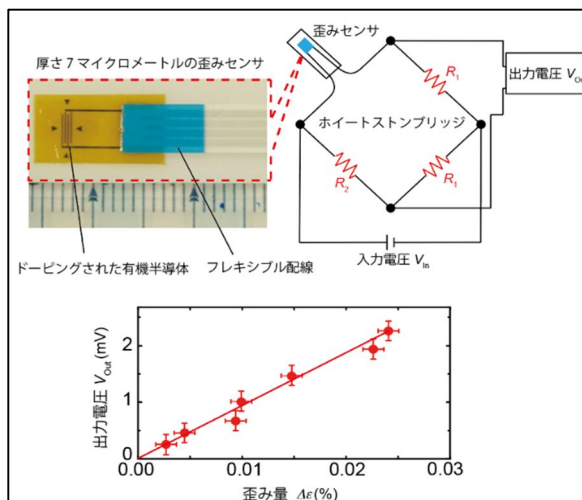 歪みセンサ
厚さ 7 マイクロメートルの歪みセンサ
R₁
出力電圧 V
ホイートストンブリッジ
R₂
R₁
入力電圧 V_in
ドーピングされた有機半導体
フレキシブル配線
出力電圧 V_Out (mV)
2
1
0
0.00
0.01
0.02
0.03
歪み量 Δε(%)